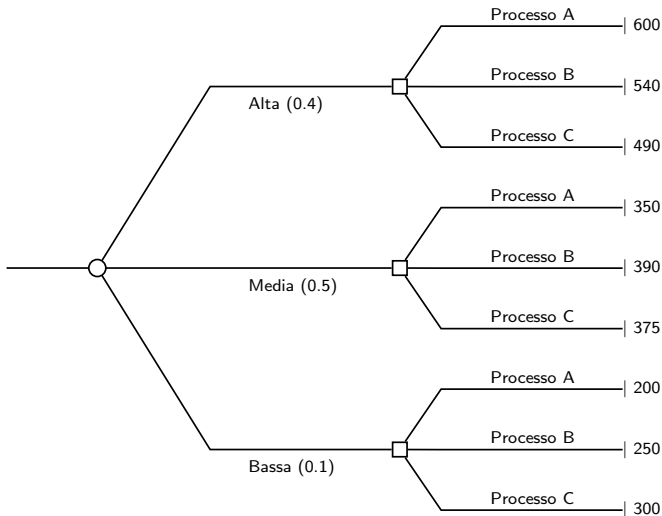 Processo A
600
Processo B
540
Alta (0.4)
Processo C
490
Processo A
350
Processo B
390
Media (0.5)
Processo C
375
Processo A
200
Processo B
250
Bassa (0.1)
Processo C
300